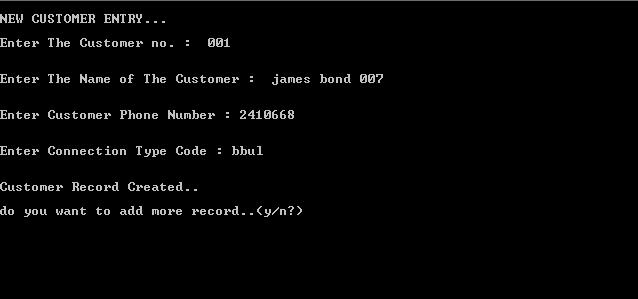 NEW CUSTOMER ENTRY...
Enter The Customer no. :  001
Enter The Name of The Customer :  james bond 007
Enter Customer Phone Number : 2410668
Enter Connection Type Code : bbul
Customer Record Created..
do you want to add more record..(y/n?)